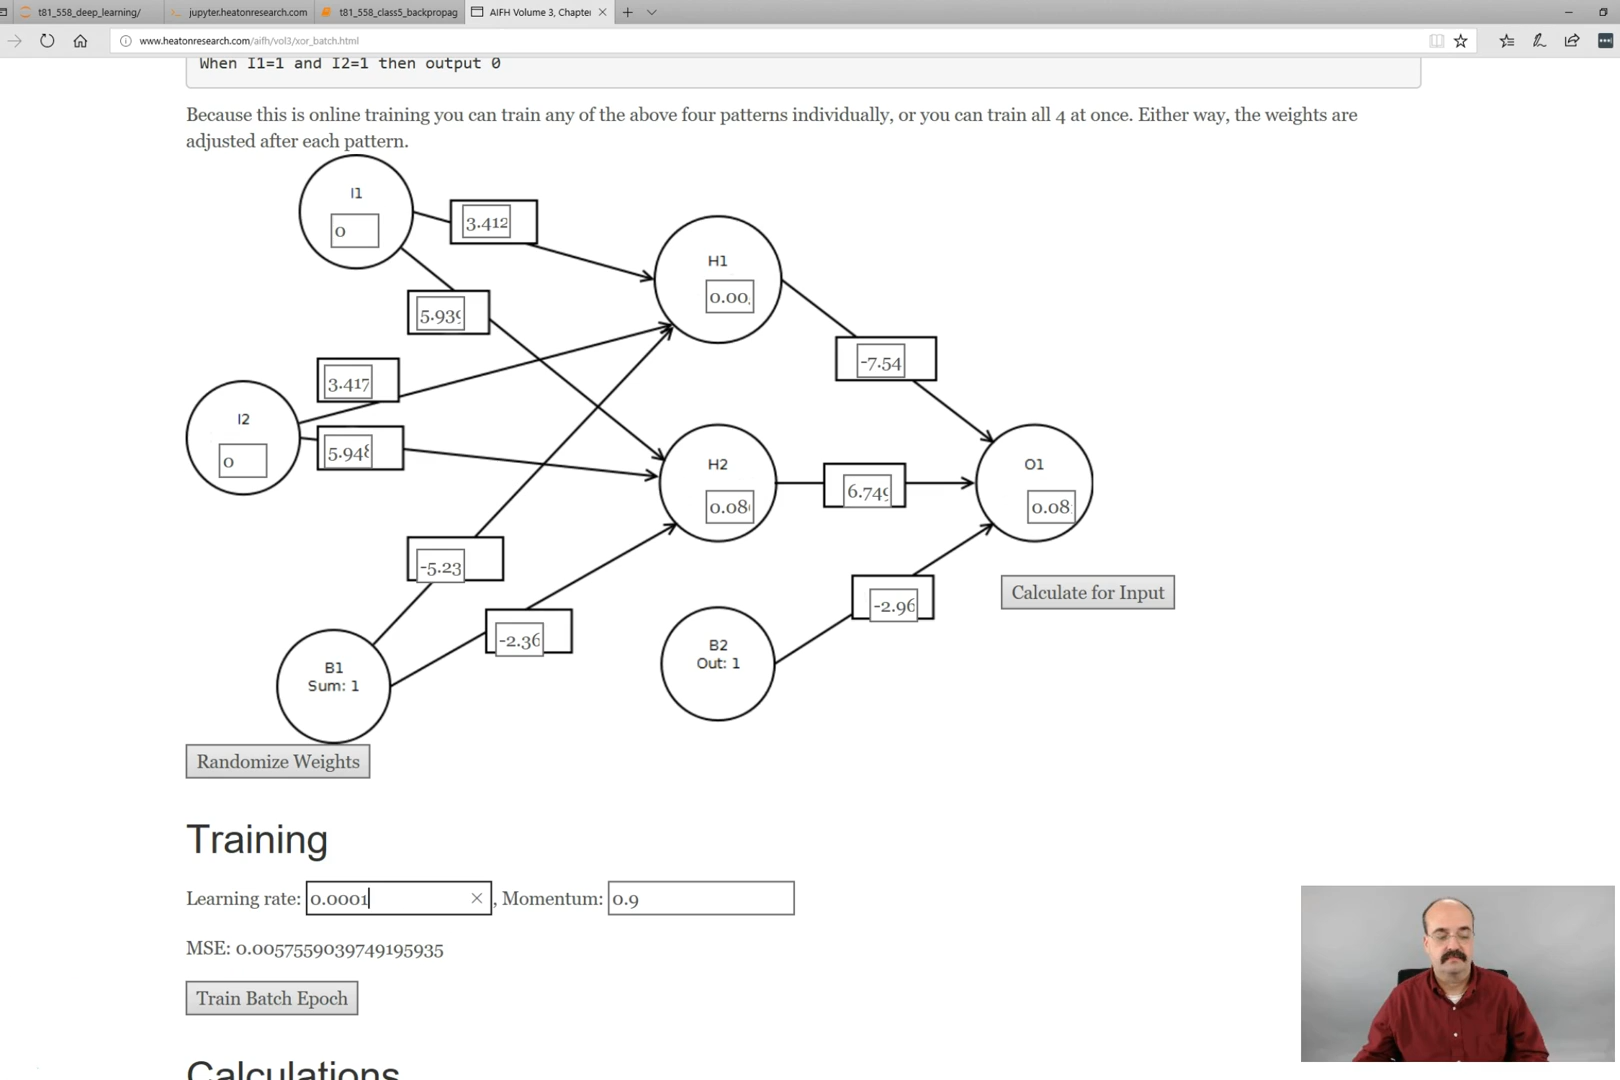 t81_558_deep_learning/
jupyter.heatonresearch.com
t81_558_class5_backpropag
AIFH Volume 3, Chapter
www.heatonresearch.com/aifh/vol3/xor_batch.html
When I1=1 and I2=1 then output 0
Because this is online training you can train any of the above four patterns individually, or you can train all 4 at once. Either way, the weights are
adjusted after each pattern.
I1
0
3.412
H1
0.00
5.939
-7.54
3.417
I2
0
5.948
H2
0.08
6.749
O1
0.08
-5.23
Calculate for Input
-2.96
-2.36
B2
Out: 1
B1
Sum: 1
Randomize Weights
Training
Learning rate: 0.0001 , Momentum: 0.9
MSE: 0.0057559039749195935
Train Batch Epoch
Calculations